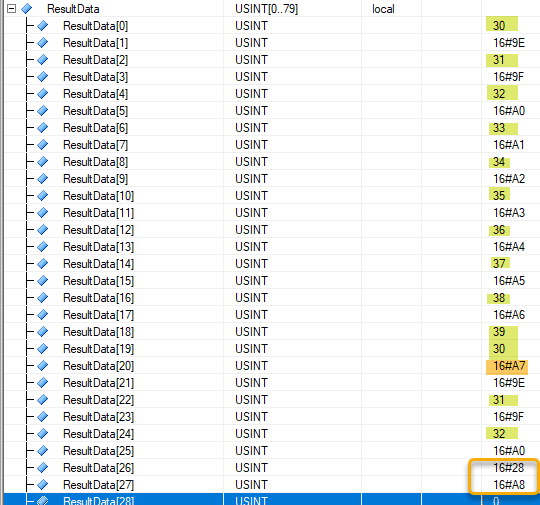 ResultData USINT[0..79] local
ResultData[0] USINT 30
ResultData[1] USINT 16#9E
ResultData[2] USINT 31
ResultData[3] USINT 16#9F
ResultData[4] USINT 32
ResultData[5] USINT 16#A0
ResultData[6] USINT 33
ResultData[7] USINT 16#A1
ResultData[8] USINT 34
ResultData[9] USINT 16#A2
ResultData[10] USINT 35
ResultData[11] USINT 16#A3
ResultData[12] USINT 36
ResultData[13] USINT 16#A4
ResultData[14] USINT 37
ResultData[15] USINT 16#A5
ResultData[16] USINT 38
ResultData[17] USINT 16#A6
ResultData[18] USINT 39
ResultData[19] USINT 30
ResultData[20] USINT 16#A7
ResultData[21] USINT 16#9E
ResultData[22] USINT 31
ResultData[23] USINT 16#9F
ResultData[24] USINT 32
ResultData[25] USINT 16#A0
ResultData[26] USINT 16#28
ResultData[27] USINT 16#A8
ResultData[28] USINT 0